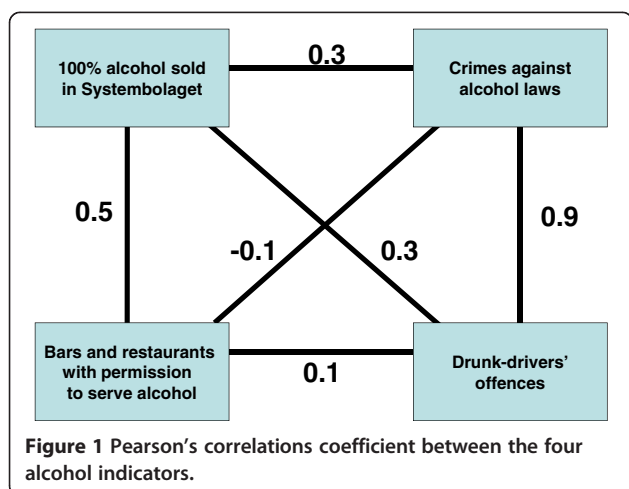 100% alcohol sold
in Systembolaget
0.3
Crimes against
alcohol laws
0.5
-0.1
0.3
0.9
Bars and restaurants
with permission
to serve alcohol
0.1
Drunk-drivers’
offences
Figure 1 Pearson’s correlations coefficient between the four
alcohol indicators.